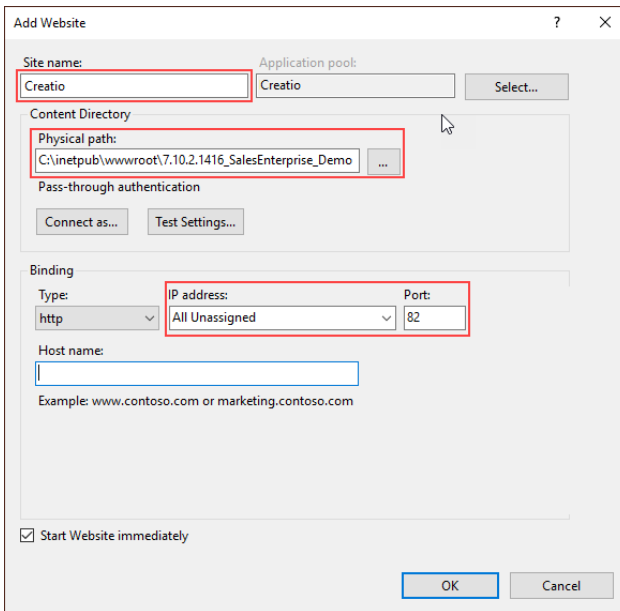 Add Website
? ×
Site name:
Application pool:
Creatio
Creatio
Select...
Content Directory
Physical path:
C:\inetpub\wwwroot\7.10.2.1416_SalesEnterprise_Demo
...
Pass-through authentication
Connect as...
Test Settings...
Binding
Type:
IP address:
Port:
http
All Unassigned
82
Host name:
Example: www.contoso.com or marketing.contoso.com
Start Website immediately
OK
Cancel